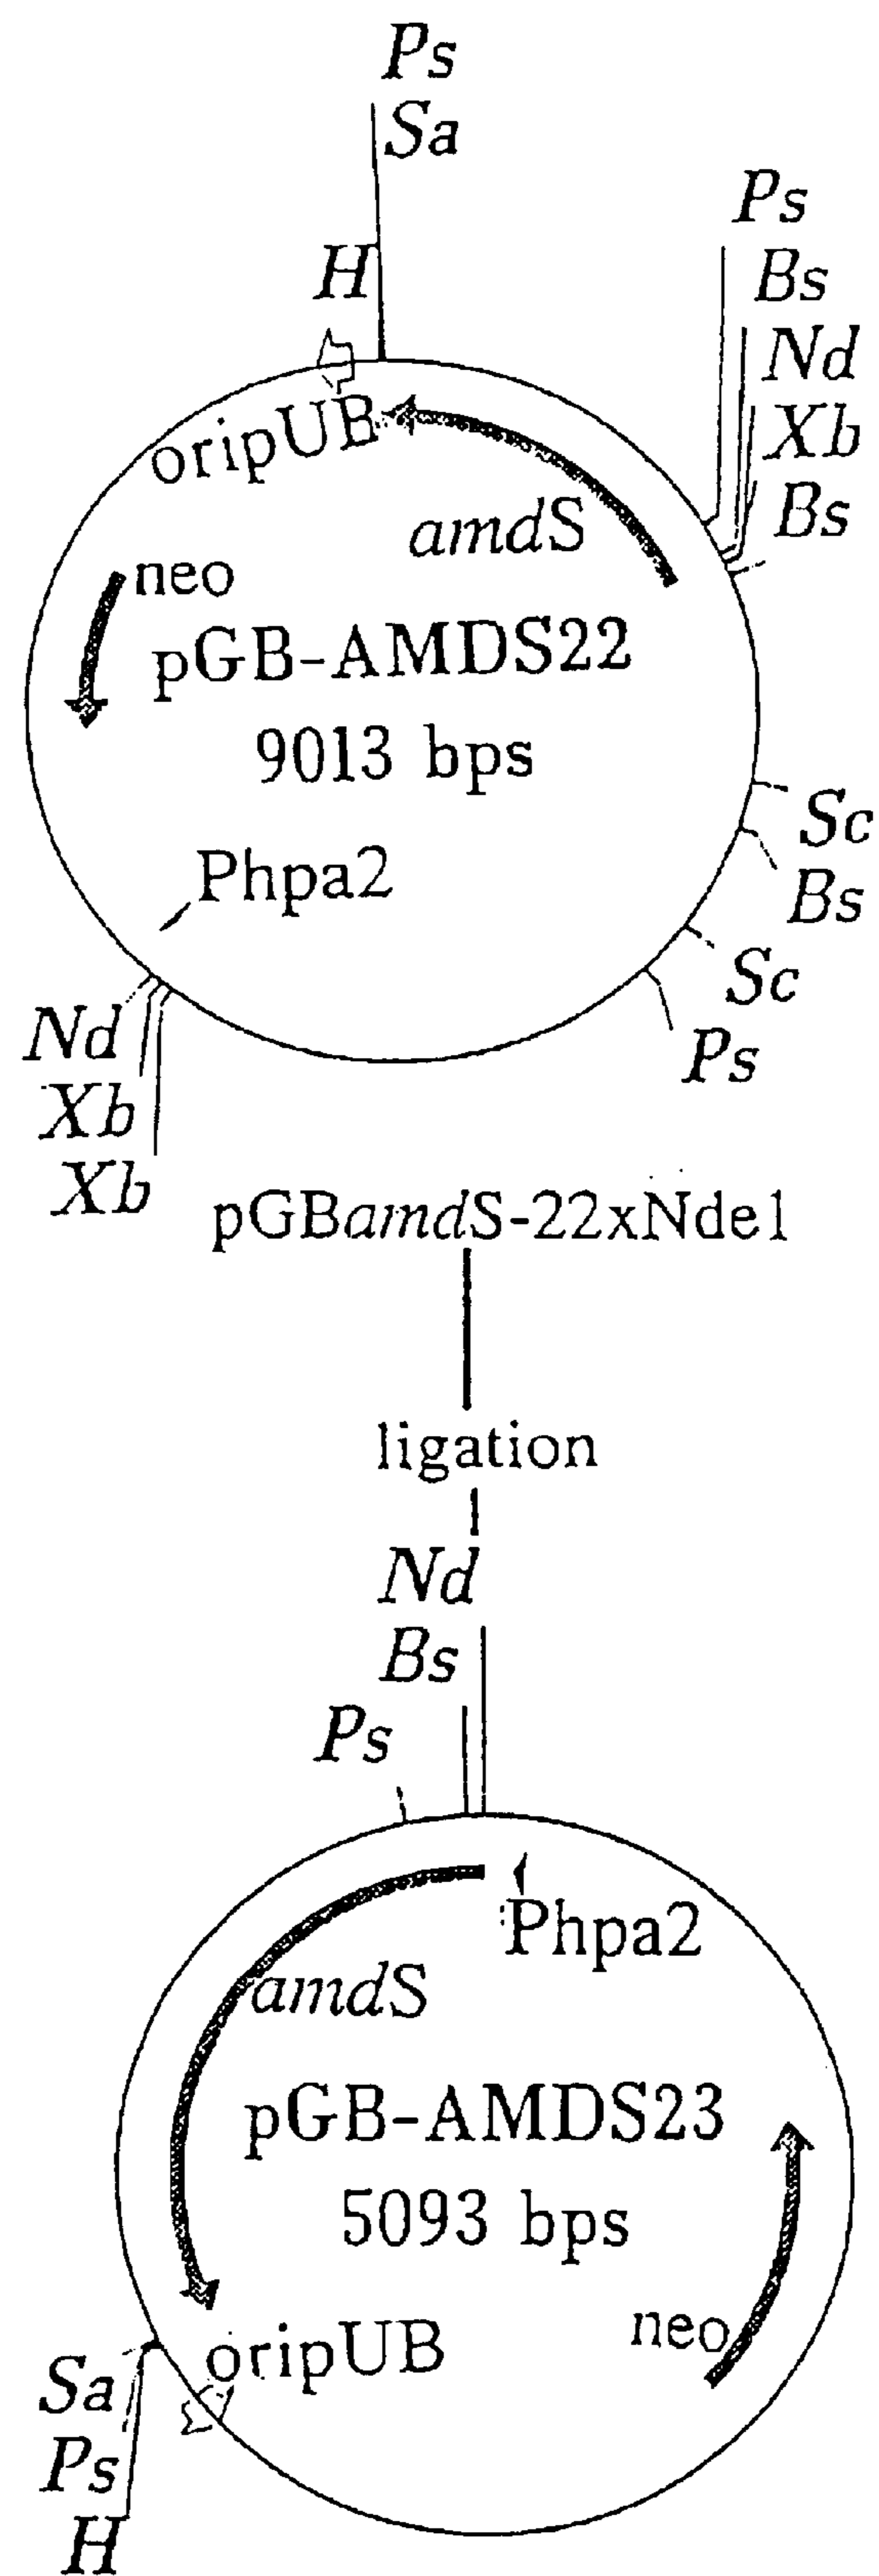 Ps
Sa
H
Ps
Bs
Nd
Xb
Bs
oripUB
amdS
neo
pGB-AMDS22
9013 bps
Phpa2
Sc
Bs
Sc
Ps
Nd
Xb
Xb
pGBamdS-22xNde1
ligation
Nd
Bs
Ps
Phpa2
amdS
pGB-AMDS23
5093 bps
neo
oripUB
Sa
Ps
H